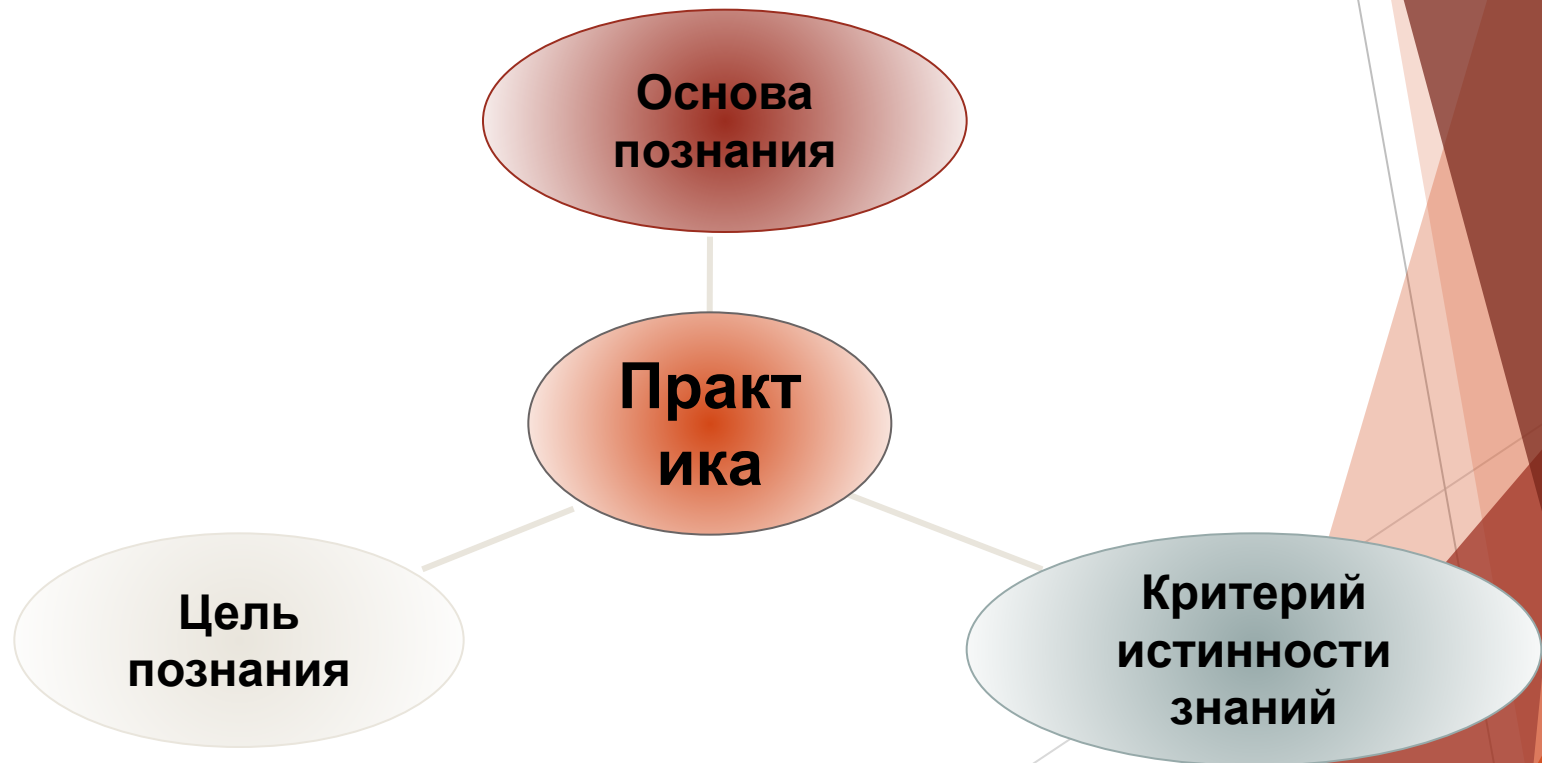 Основа
познания
Практ
ика
Цель
познания
Критерий
истинности
знаний